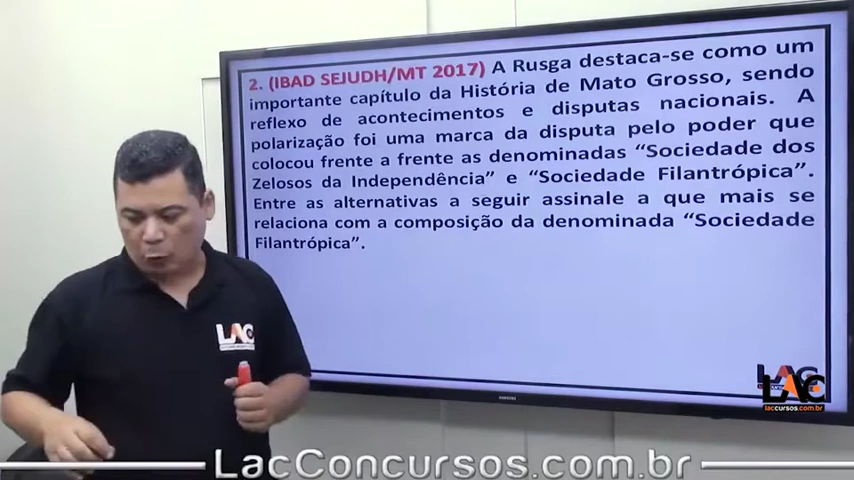 2. (IBAD SEJUDH/MT 2017) A Rusga destaca-se como um
importante capítulo da História de Mato Grosso, sendo
reflexo de acontecimentos e disputas nacionais. A
polarização foi uma marca da disputa pelo poder que
colocou frente a frente as denominadas “Sociedade dos
Zelosos da Independência” e “Sociedade Filantrópica”.
Entre as alternativas a seguir assinale a que mais se
relaciona com a composição da denominada “Sociedade
Filantrópica”.
LAC
LAC
laccursos.com.br
LacConcursos.com.br